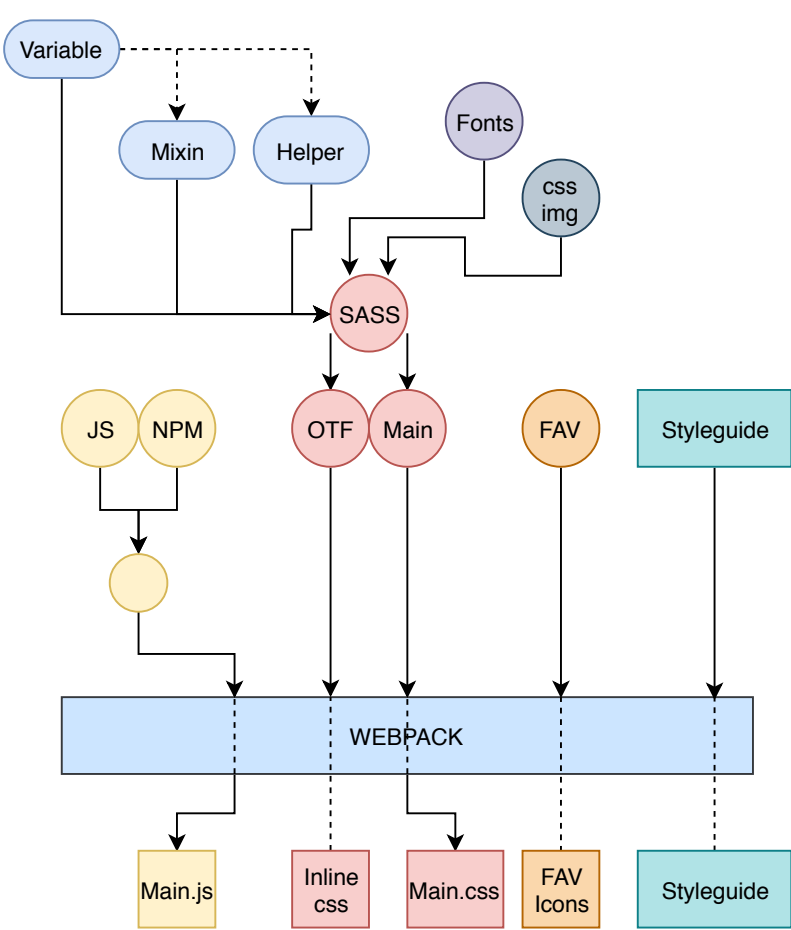 Variable
Mixin
Helper
Fonts
css
img
SASS
JS
NPM
OTF
Main
FAV
Styleguide
WEBPACK
Main.js
Inline
css
Main.css
FAV
Icons
Styleguide